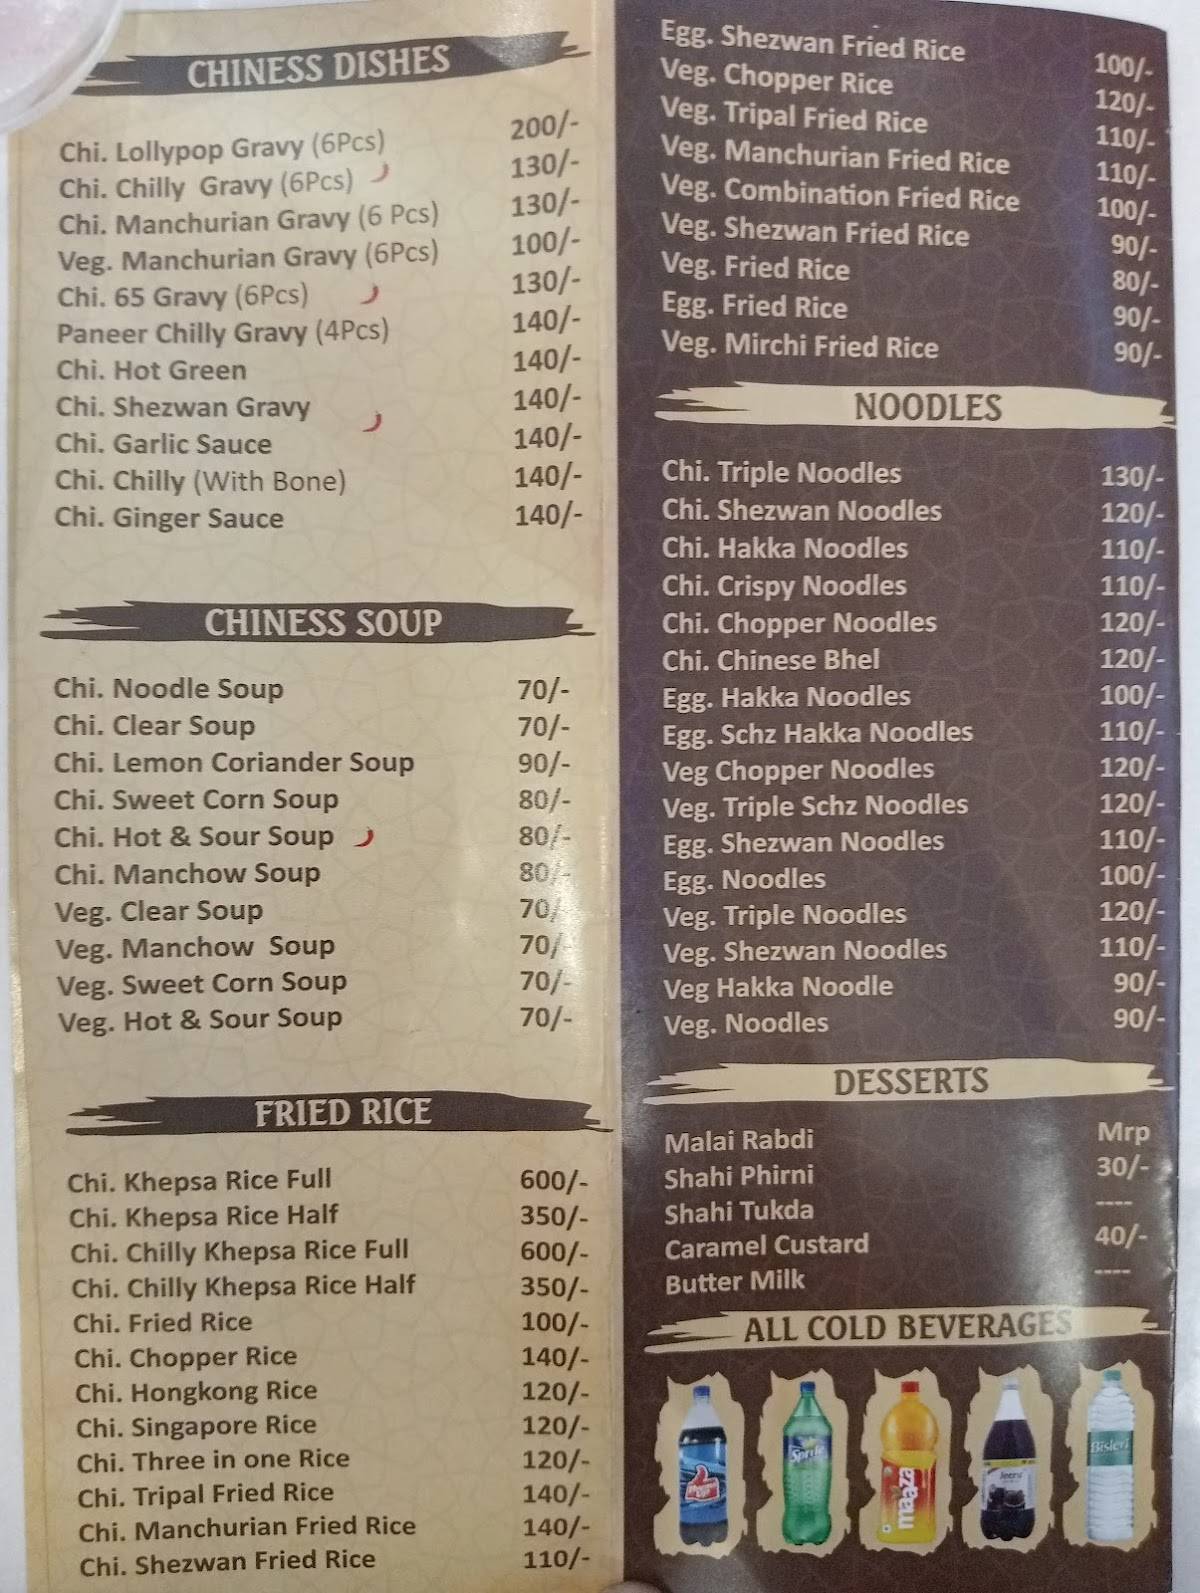 CHINESS DISHES
Chi. Lollypop Gravy (6Pcs) 200/-
Chi. Chilly Gravy (6Pcs) 130/-
Chi. Manchurian Gravy (6 Pcs) 130/-
Veg. Manchurian Gravy (6Pcs) 100/-
Chi. 65 Gravy (6Pcs) 130/-
Paneer Chilly Gravy (4Pcs) 140/-
Chi. Hot Green 140/-
Chi. Shezwan Gravy 140/-
Chi. Garlic Sauce 140/-
Chi. Chilly (With Bone) 140/-
Chi. Ginger Sauce 140/-
CHINESS SOUP
Chi. Noodle Soup 70/-
Chi. Clear Soup 70/-
Chi. Lemon Coriander Soup 90/-
Chi. Sweet Corn Soup 80/-
Chi. Hot & Sour Soup 80/-
Chi. Manchow Soup 80/-
Veg. Clear Soup 70/-
Veg. Manchow Soup 70/-
Veg. Sweet Corn Soup 70/-
Veg. Hot & Sour Soup 70/-
FRIED RICE
Chi. Khepsa Rice Full 600/-
Chi. Khepsa Rice Half 350/-
Chi. Chilly Khepsa Rice Full 600/-
Chi. Chilly Khepsa Rice Half 350/-
Chi. Fried Rice 100/-
Chi. Chopper Rice 140/-
Chi. Hongkong Rice 120/-
Chi. Singapore Rice 120/-
Chi. Three in one Rice 120/-
Chi. Tripal Fried Rice 140/-
Chi. Manchurian Fried Rice 140/-
Chi. Shezwan Fried Rice 110/-
Egg. Shezwan Fried Rice 100/-
Veg. Chopper Rice 120/-
Veg. Tripal Fried Rice 110/-
Veg. Manchurian Fried Rice 110/-
Veg. Combination Fried Rice 100/-
Veg. Shezwan Fried Rice 90/-
Veg. Fried Rice 80/-
Egg. Fried Rice 90/-
Veg. Mirchi Fried Rice 90/-
NOODLES
Chi. Triple Noodles 130/-
Chi. Shezwan Noodles 120/-
Chi. Hakka Noodles 110/-
Chi. Crispy Noodles 110/-
Chi. Chopper Noodles 120/-
Chi. Chinese Bhel 120/-
Egg. Hakka Noodles 100/-
Egg. Schz Hakka Noodles 110/-
Veg Chopper Noodles 120/-
Veg. Triple Schz Noodles 120/-
Egg. Shezwan Noodles 110/-
Egg. Noodles 100/-
Veg. Triple Noodles 120/-
Veg. Shezwan Noodles 110/-
Veg Hakka Noodle 90/-
Veg. Noodles 90/-
DESSERTS
Malai Rabdi Mrp
Shahi Phirni 30/-
Shahi Tukda ----
Caramel Custard 40/-
Butter Milk ----
ALL COLD BEVERAGES
Thums Up
Sprite
maaza
Jeeru
Bisleri